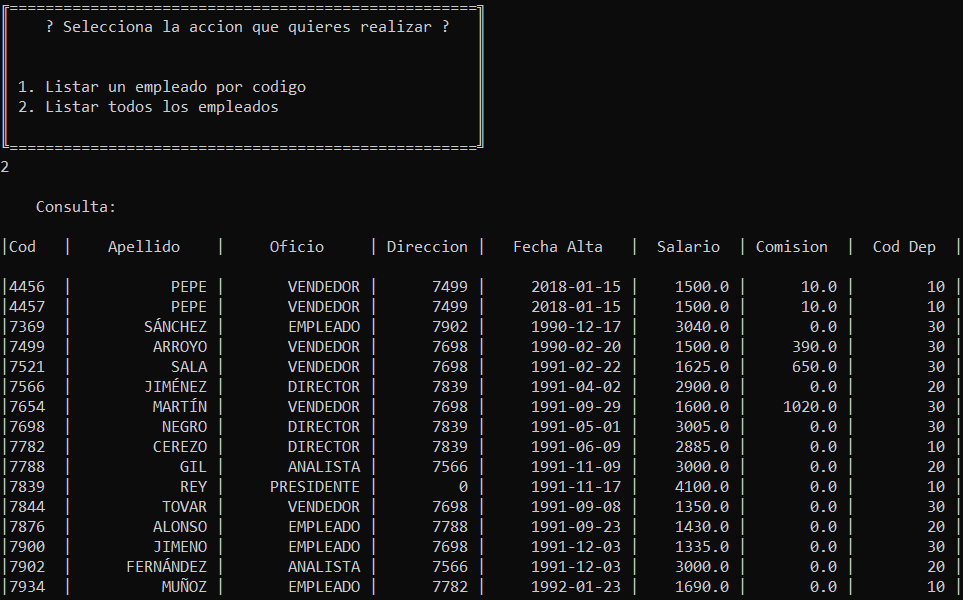 ╔====================================================╗
? Selecciona la accion que quieres realizar ?
1. Listar un empleado por codigo
2. Listar todos los empleados
╚====================================================╝
2
Consulta:
|Cod | Apellido | Oficio | Direccion | Fecha Alta | Salario | Comision | Cod Dep |
|4456 | PEPE | VENDEDOR | 7499 | 2018-01-15 | 1500.0 | 10.0 | 10 |
|4457 | PEPE | VENDEDOR | 7499 | 2018-01-15 | 1500.0 | 10.0 | 10 |
|7369 | SÁNCHEZ | EMPLEADO | 7902 | 1990-12-17 | 3040.0 | 0.0 | 30 |
|7499 | ARROYO | VENDEDOR | 7698 | 1990-02-20 | 1500.0 | 390.0 | 30 |
|7521 | SALA | VENDEDOR | 7698 | 1991-02-22 | 1625.0 | 650.0 | 30 |
|7566 | JIMÉNEZ | DIRECTOR | 7839 | 1991-04-02 | 2900.0 | 0.0 | 20 |
|7654 | MARTÍN | VENDEDOR | 7698 | 1991-09-29 | 1600.0 | 1020.0 | 30 |
|7698 | NEGRO | DIRECTOR | 7839 | 1991-05-01 | 3005.0 | 0.0 | 30 |
|7782 | CEREZO | DIRECTOR | 7839 | 1991-06-09 | 2885.0 | 0.0 | 10 |
|7788 | GIL | ANALISTA | 7566 | 1991-11-09 | 3000.0 | 0.0 | 20 |
|7839 | REY | PRESIDENTE | 0 | 1991-11-17 | 4100.0 | 0.0 | 10 |
|7844 | TOVAR | VENDEDOR | 7698 | 1991-09-08 | 1350.0 | 0.0 | 30 |
|7876 | ALONSO | EMPLEADO | 7788 | 1991-09-23 | 1430.0 | 0.0 | 20 |
|7900 | JIMENO | EMPLEADO | 7698 | 1991-12-03 | 1335.0 | 0.0 | 30 |
|7902 | FERNÁNDEZ | ANALISTA | 7566 | 1991-12-03 | 3000.0 | 0.0 | 20 |
|7934 | MUÑOZ | EMPLEADO | 7782 | 1992-01-23 | 1690.0 | 0.0 | 10 |